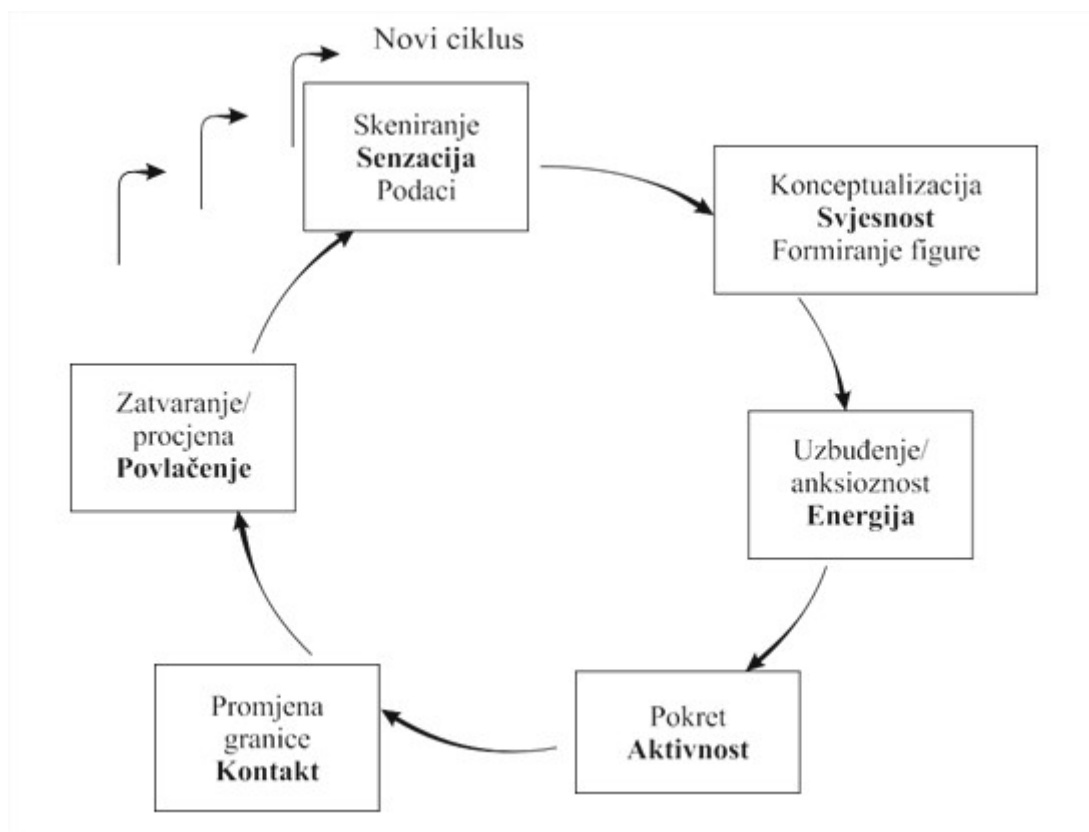 Novi ciklus
Skeniranje
Senzacija
Podaci
Konceptualizacija
Svjesnost
Formiranje figure
Uzbuđenje/
anksioznost
Energija
Pokret
Aktivnost
Promjena
granice
Kontakt
Zatvaranje/
procjena
Povlačenje